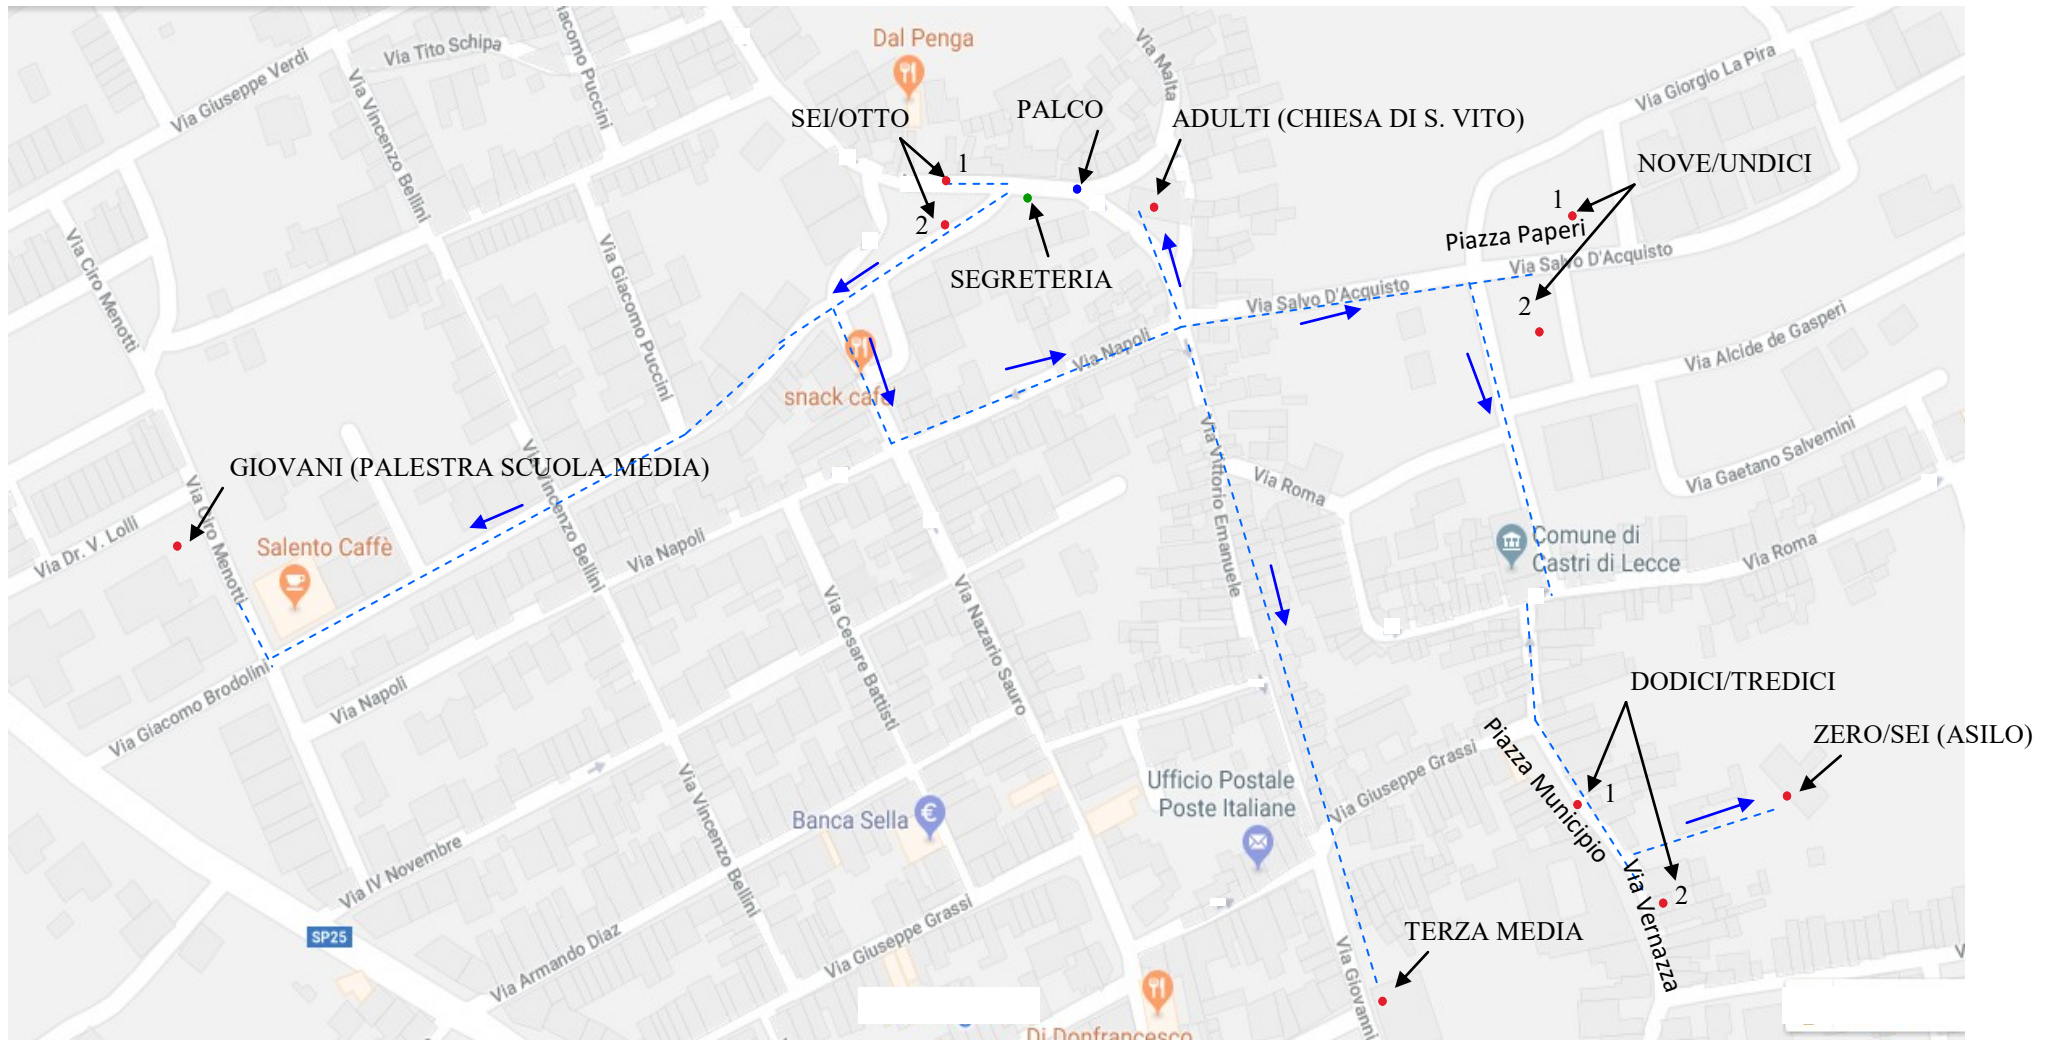 Dal Penga
Via Malta
Via Tito Schipa
Via Giuseppe Verdi
Via Vincenzo Bellini
Giacomo Puccini
Via Giorgio La Pira
SEI/OTTO
PALCO
ADULTI (CHIESA DI S. VITO)
1
2
NOVE/UNDICI
1
Piazza Paperi
Via Salvo D'Acquisto
SEGRETERIA
Via Salvo D'Acquisto
2
Via Ciro Menotti
Via Giacomo Puccini
snack café
Via Napoli
Via Alcide de Gasperi
Via Gaetano Salvemini
GIOVANI (PALESTRA SCUOLA MEDIA)
Via Vincenzo Bellini
Via Ciro Menotti
Via Dr. V. Lolli
Salento Caffè
Via Napoli
Via Vittorio Emanuele
Via Roma
Comune di
Castri di Lecce
Via Roma
Via Cesare Battisti
Via Nazario Sauro
Via Giacomo Brodolini
Via Napoli
DODICI/TREDICI
ZERO/SEI (ASILO)
1
2
Piazza Municipio
Via Vernazza
Via Giuseppe Grassi
Ufficio Postale
Poste Italiane
Banca Sella
Via Vincenzo Bellini
Via IV Novembre
SP25
Via Armando Diaz
Via Giuseppe Grassi
TERZA MEDIA
Via Giovanni
Di Donfrancesco